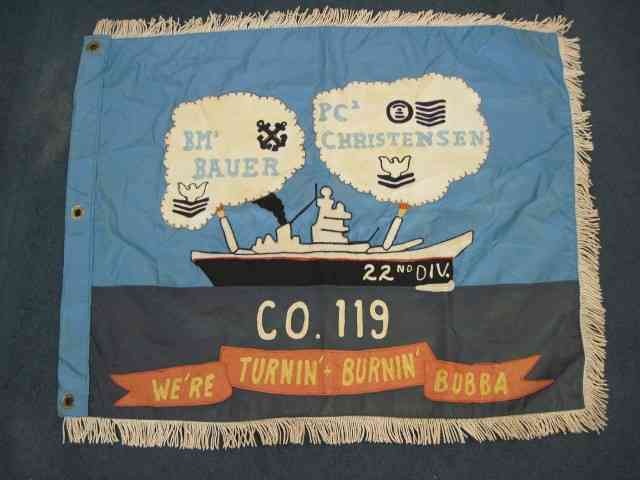 BM¹
BAUER
PC²
CHRISTENSEN
22ND DIV.
CO. 119
WE'RE TURNIN' + BURNIN' BUBBA